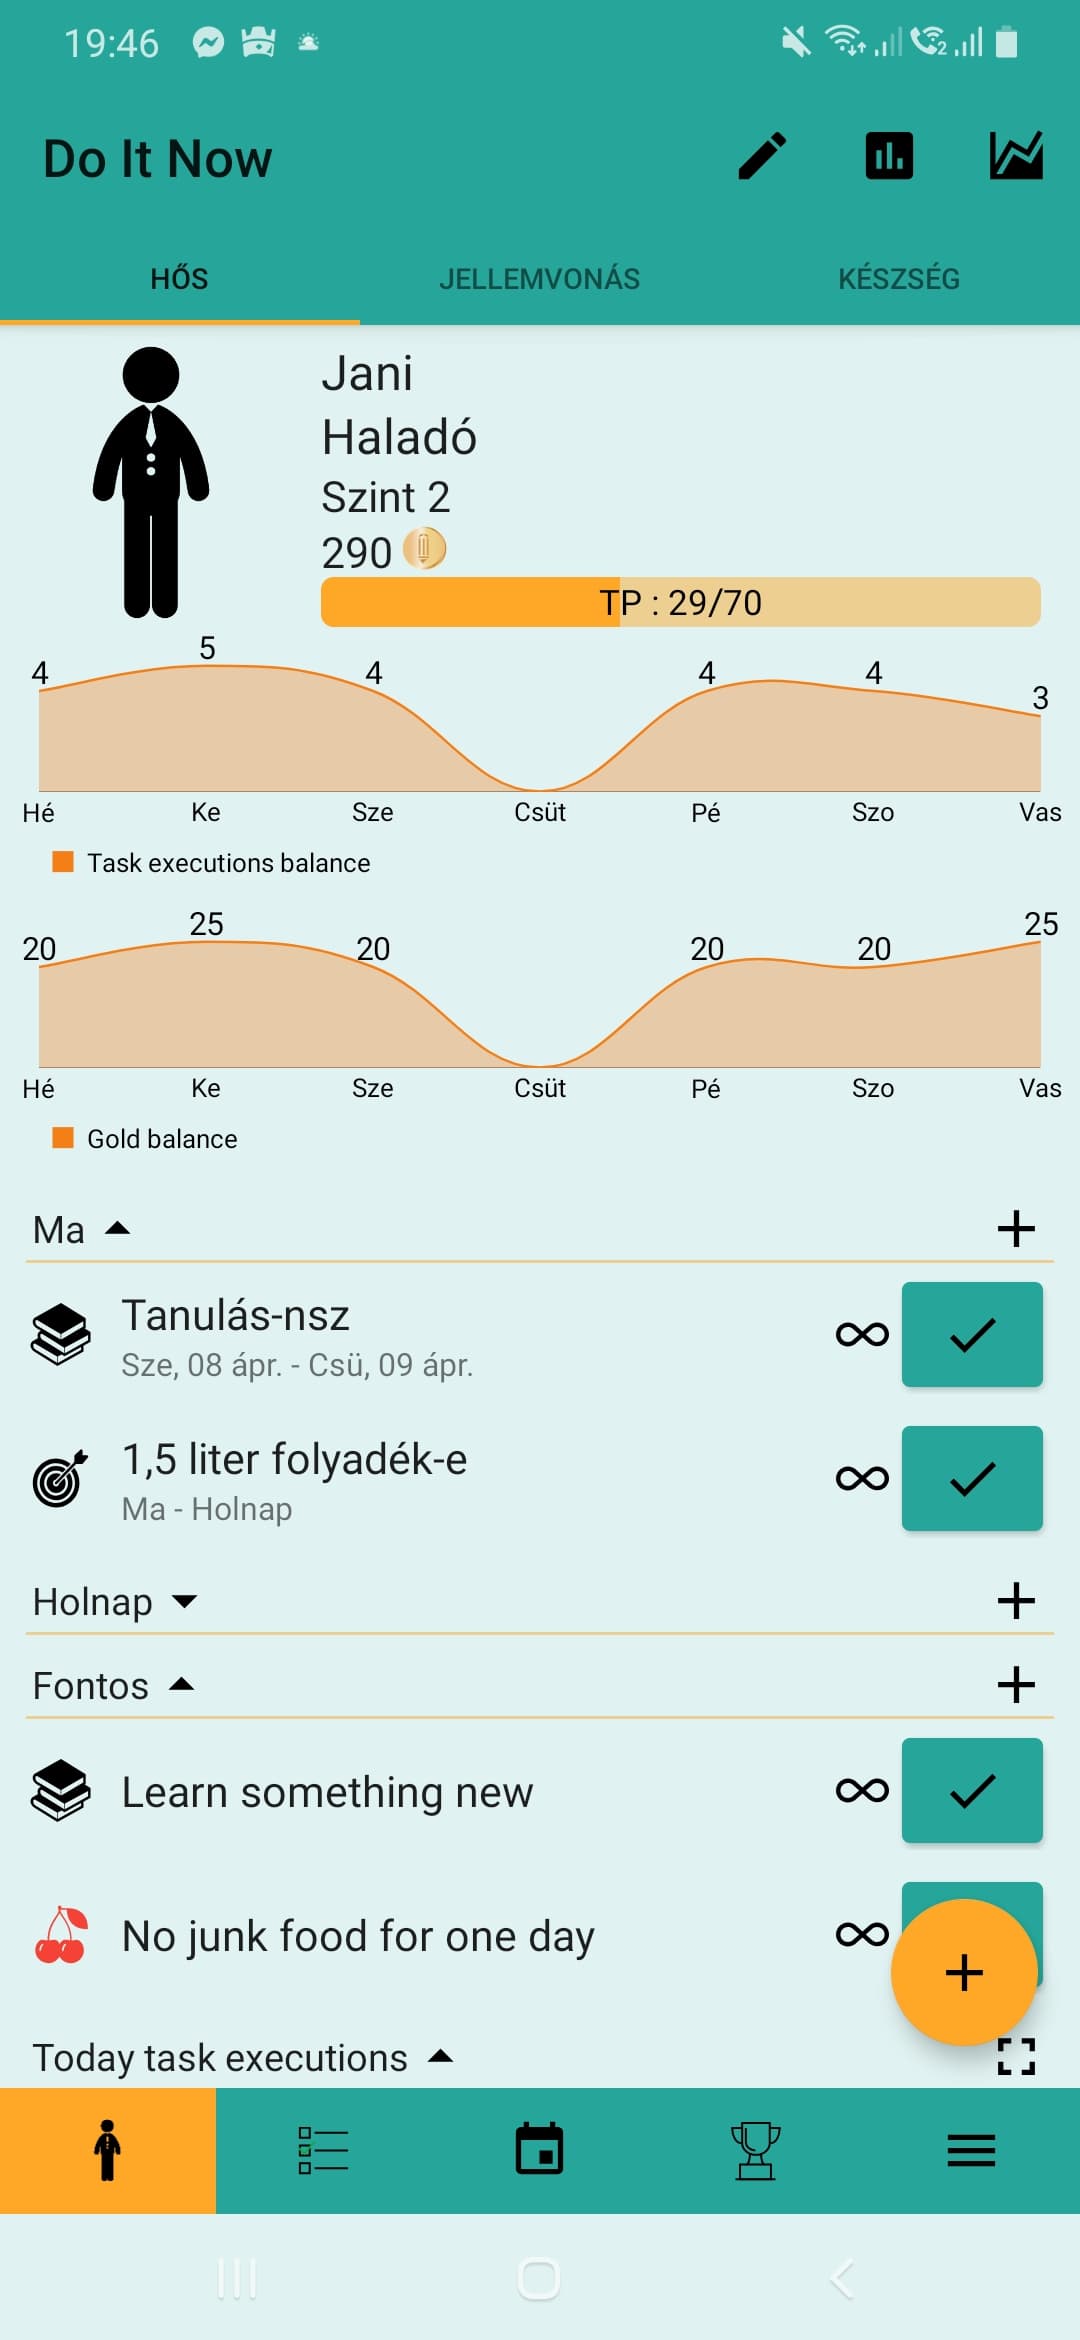 19:46
Do It Now
HŐS JELLEMVONÁS KÉSZSÉG
Jani
Haladó
Szint 2
290
TP : 29/70
4 5 4 4 4 3
Hé Ke Sze Csüt Pé Szo Vas
Task executions balance
20 25 20 20 20 25
Hé Ke Sze Csüt Pé Szo Vas
Gold balance
Ma
Tanulás-nsz
Sze, 08 ápr. - Csü, 09 ápr.
1,5 liter folyadék-e
Ma - Holnap
Holnap
Fontos
Learn something new
No junk food for one day
Today task executions